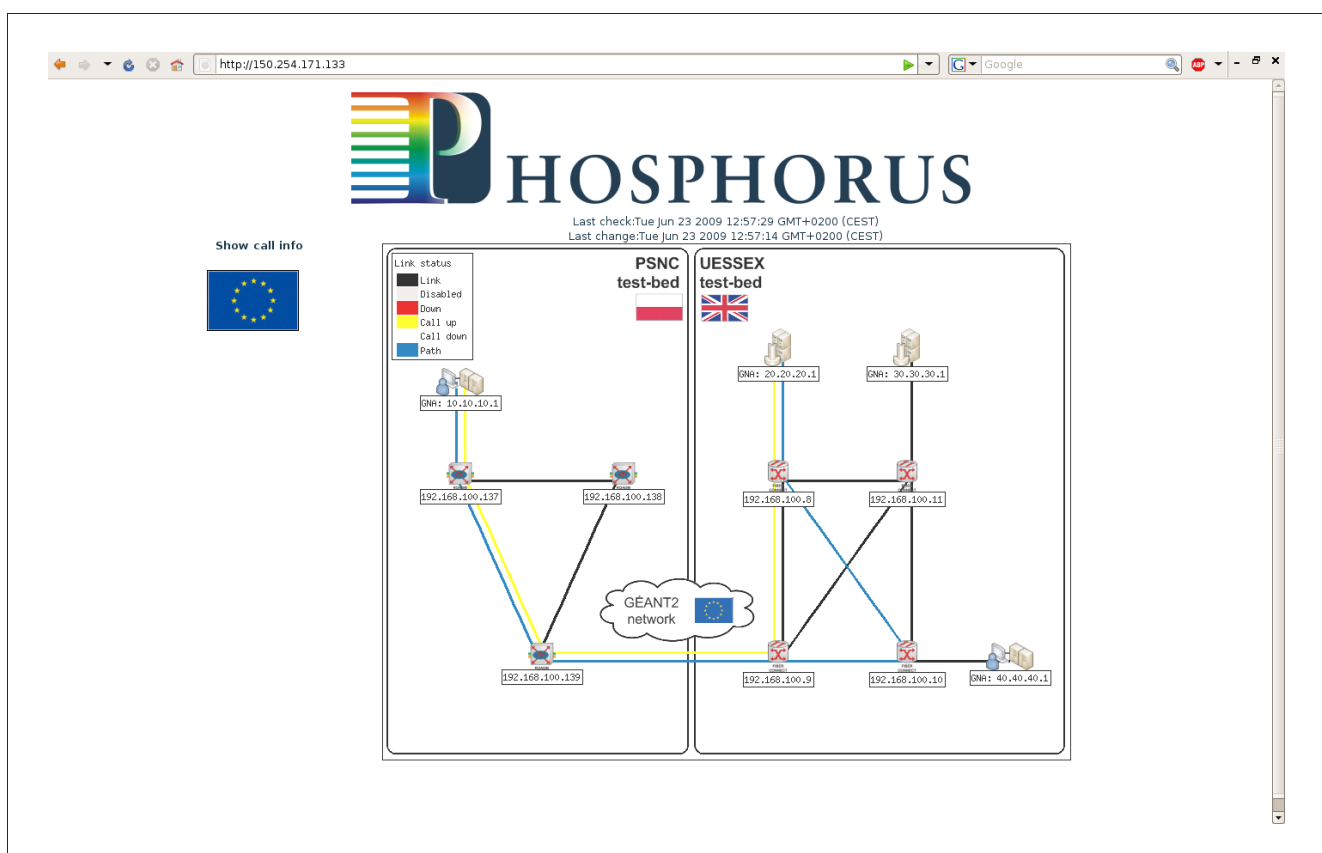 http://150.254.171.133
Google
ABP
PHOSPHORUS
Last check:Tue Jun 23 2009 12:57:29 GMT+0200 (CEST)
Last change:Tue Jun 23 2009 12:57:14 GMT+0200 (CEST)
Show call info
Link status
Link
Disabled
Down
Call up
Call down
Path
PSNC
test-bed
UESSEX
test-bed
GNA: 10.10.10.1
GNA: 20.20.20.1
GNA: 30.30.30.1
192.168.100.137
192.168.100.138
192.168.100.8
192.168.100.11
GÉANT2
network
192.168.100.139
FIBER
CONNECT
192.168.100.9
FIBER
CONNECT
192.168.100.10
GNA: 40.40.40.1